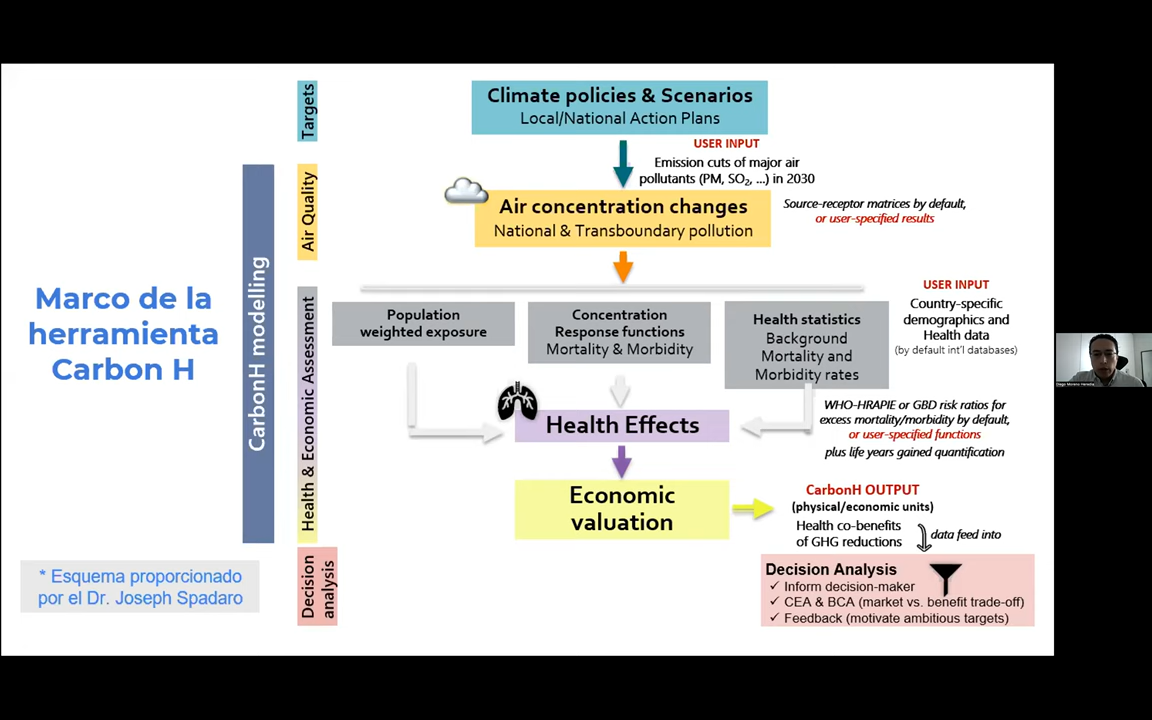 Marco de la
herramienta
Carbon H
* Esquema proporcionado
por el Dr. Joseph Spadaro
CarbonH modelling
Targets
Air Quality
Health & Economic Assessment
Decision
analysis
Climate policies & Scenarios
Local/National Action Plans
USER INPUT
Emission cuts of major air
pollutants (PM, SO₂, ...) in 2030
Air concentration changes
National & Transboundary pollution
Source-receptor matrices by default,
or user-specified results
Population
weighted exposure
Concentration
Response functions
Mortality & Morbidity
Health statistics
Background
Mortality and
Morbidity rates
USER INPUT
Country-specific
demographics and
Health data
(by default int'l databases)
Health Effects
WHO-HRAPIE or GBD risk ratios for
excess mortality/morbidity by default,
or user-specified functions
plus life years gained quantification
Economic
valuation
CarbonH OUTPUT
(physical/economic units)
Health co-benefits
of GHG reductions
data feed into
Decision Analysis
✓ Inform decision-maker
✓ CEA & BCA (market vs. benefit trade-off)
✓ Feedback (motivate ambitious targets)
Diego Moreno Heredia